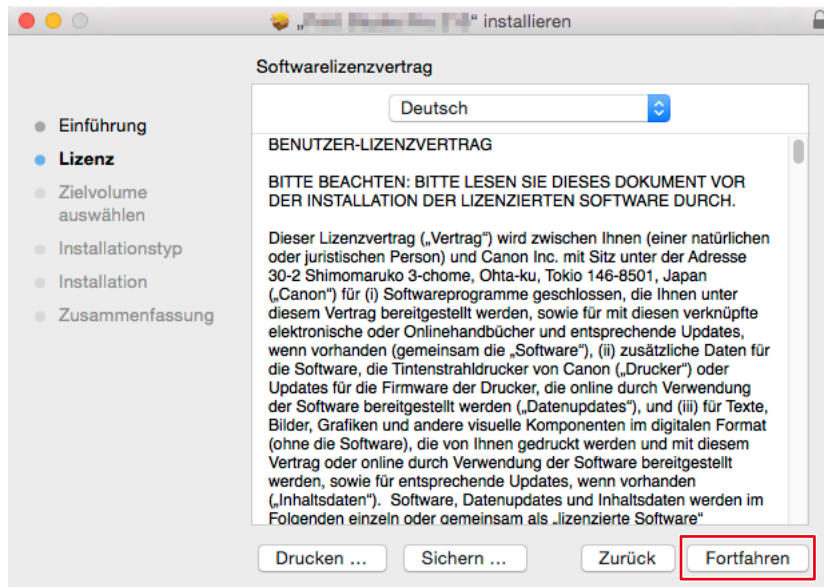 „ “ installieren
Softwarelizenzvertrag
Einführung
Lizenz
Zielvolume
auswählen
Installationstyp
Installation
Zusammenfassung
Deutsch
BENUTZER-LIZENZVERTRAG
BITTE BEACHTEN: BITTE LESEN SIE DIESES DOKUMENT VOR
DER INSTALLATION DER LIZENZIERTEN SOFTWARE DURCH.
Dieser Lizenzvertrag („Vertrag“) wird zwischen Ihnen (einer natürlichen
oder juristischen Person) und Canon Inc. mit Sitz unter der Adresse
30-2 Shimomaruko 3-chome, Ohta-ku, Tokio 146-8501, Japan
(„Canon“) für (i) Softwareprogramme geschlossen, die Ihnen unter
diesem Vertrag bereitgestellt werden, sowie für mit diesen verknüpfte
elektronische oder Onlinehandbücher und entsprechende Updates,
wenn vorhanden (gemeinsam die „Software“), (ii) zusätzliche Daten für
die Software, die Tintenstrahldrucker von Canon („Drucker“) oder
Updates für die Firmware der Drucker, die online durch Verwendung
der Software bereitgestellt werden („Datenupdates“), und (iii) für Texte,
Bilder, Grafiken und andere visuelle Komponenten im digitalen Format
(ohne die Software), die von Ihnen gedruckt werden und mit diesem
Vertrag oder online durch Verwendung der Software bereitgestellt
werden, sowie für entsprechende Updates, wenn vorhanden
(„Inhaltsdaten“). Software, Datenupdates und Inhaltsdaten werden im
Folgenden einzeln oder gemeinsam als „lizenzierte Software“
Drucken ...
Sichern ...
Zurück
Fortfahren